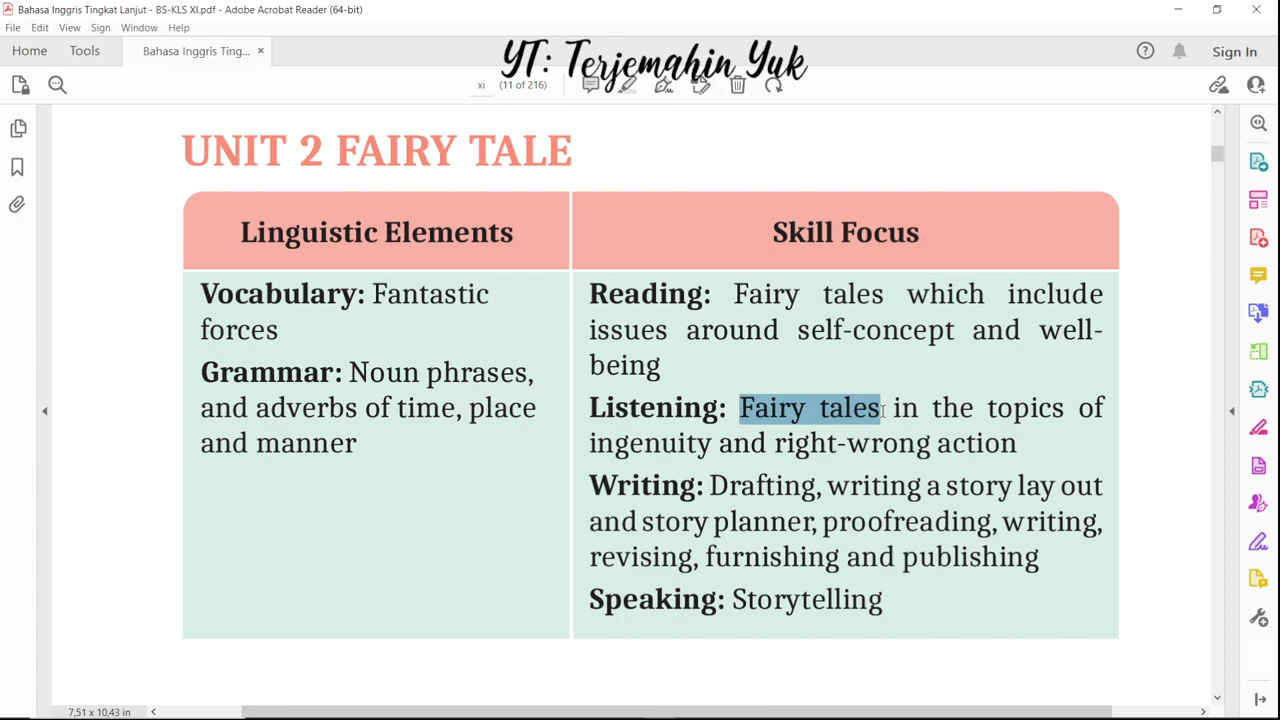 Bahasa Inggris Tingkat Lanjut - BS-KLS XI.pdf - Adobe Acrobat Reader (64-bit)
File Edit View Sign Window Help
Home Tools Bahasa Inggris Ting... × Sign In
YT: Terjemahin Yuk
xi (11 of 216)
UNIT 2 FAIRY TALE
Linguistic Elements
Vocabulary: Fantastic
forces
Grammar: Noun phrases,
and adverbs of time, place
and manner
Skill Focus
Reading: Fairy tales which include
issues around self-concept and well-
being
Listening: Fairy tales in the topics of
ingenuity and right-wrong action
Writing: Drafting, writing a story lay out
and story planner, proofreading, writing,
revising, furnishing and publishing
Speaking: Storytelling
7,51 x 10,43 in